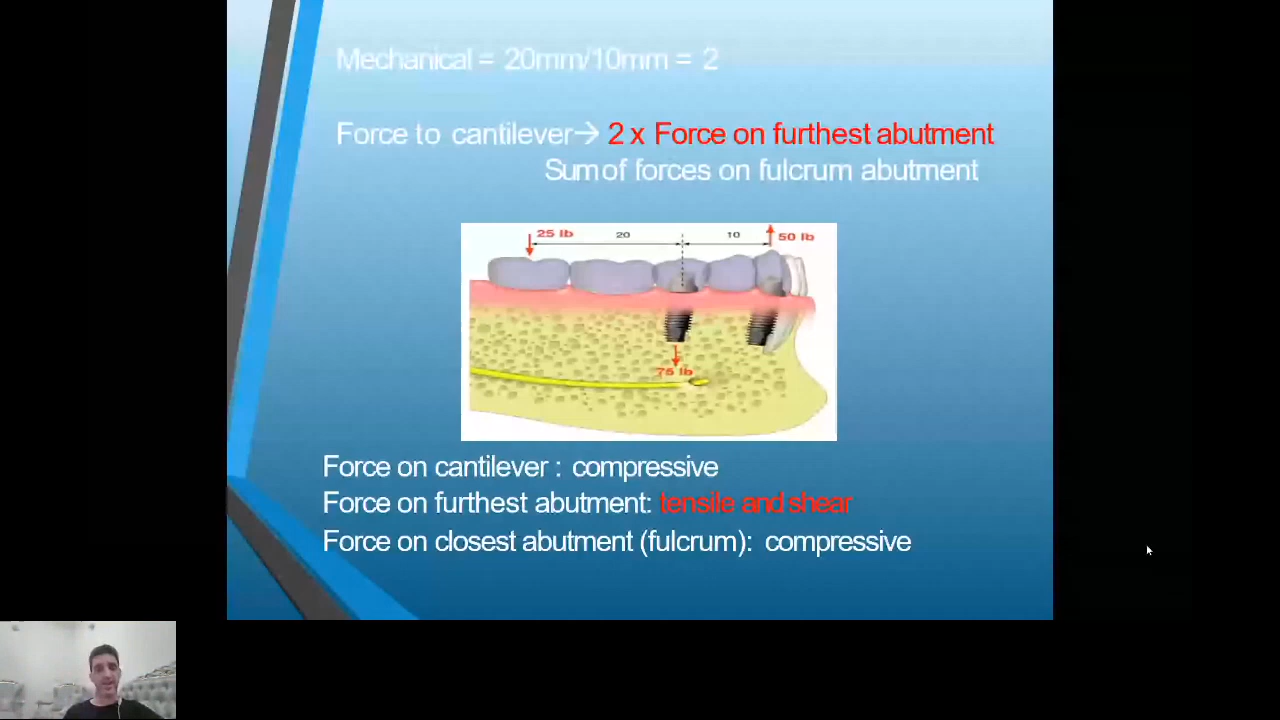 Mechanical = 20mm/10mm = 2
Force to cantilever→ 2 x Force on furthest abutment
Sum of forces on fulcrum abutment
25 lb 20 10 50 lb
75 lb
Force on cantilever : compressive
Force on furthest abutment: tensile and shear
Force on closest abutment (fulcrum): compressive